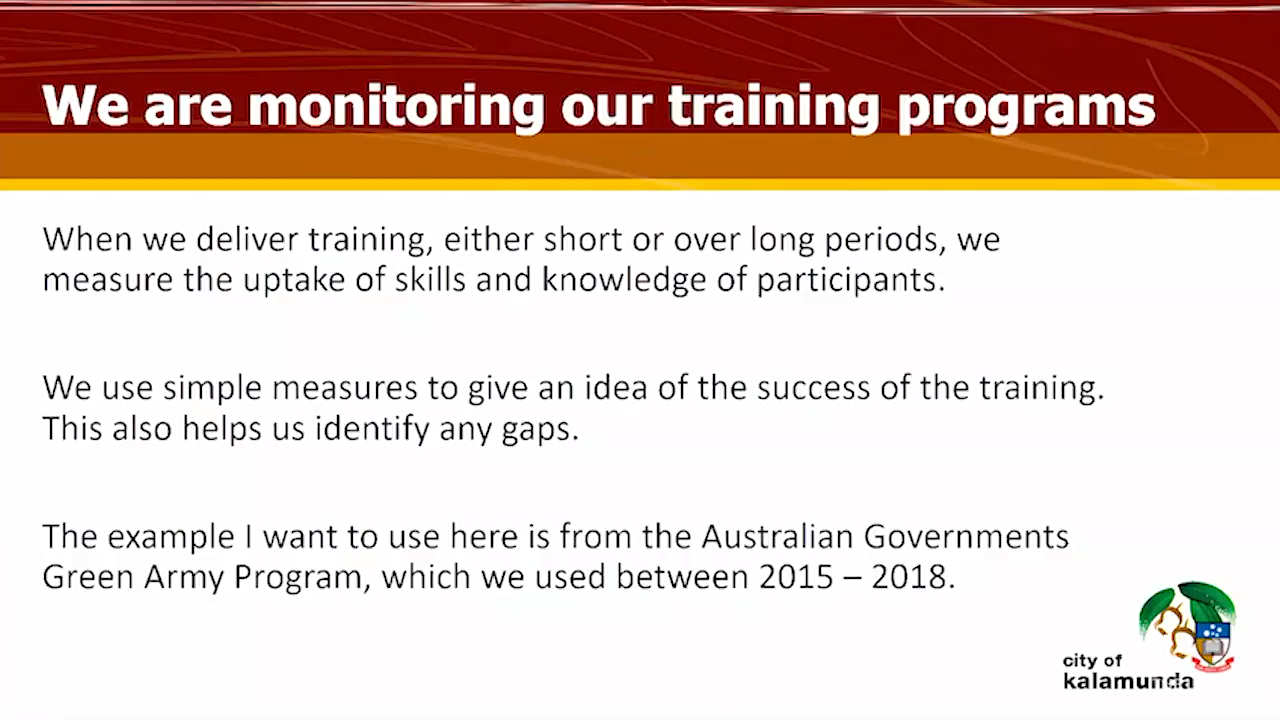 We are monitoring our training programs
When we deliver training, either short or over long periods, we
measure the uptake of skills and knowledge of participants.
We use simple measures to give an idea of the success of the training.
This also helps us identify any gaps.
The example I want to use here is from the Australian Governments
Green Army Program, which we used between 2015 – 2018.
city of
kalamunda